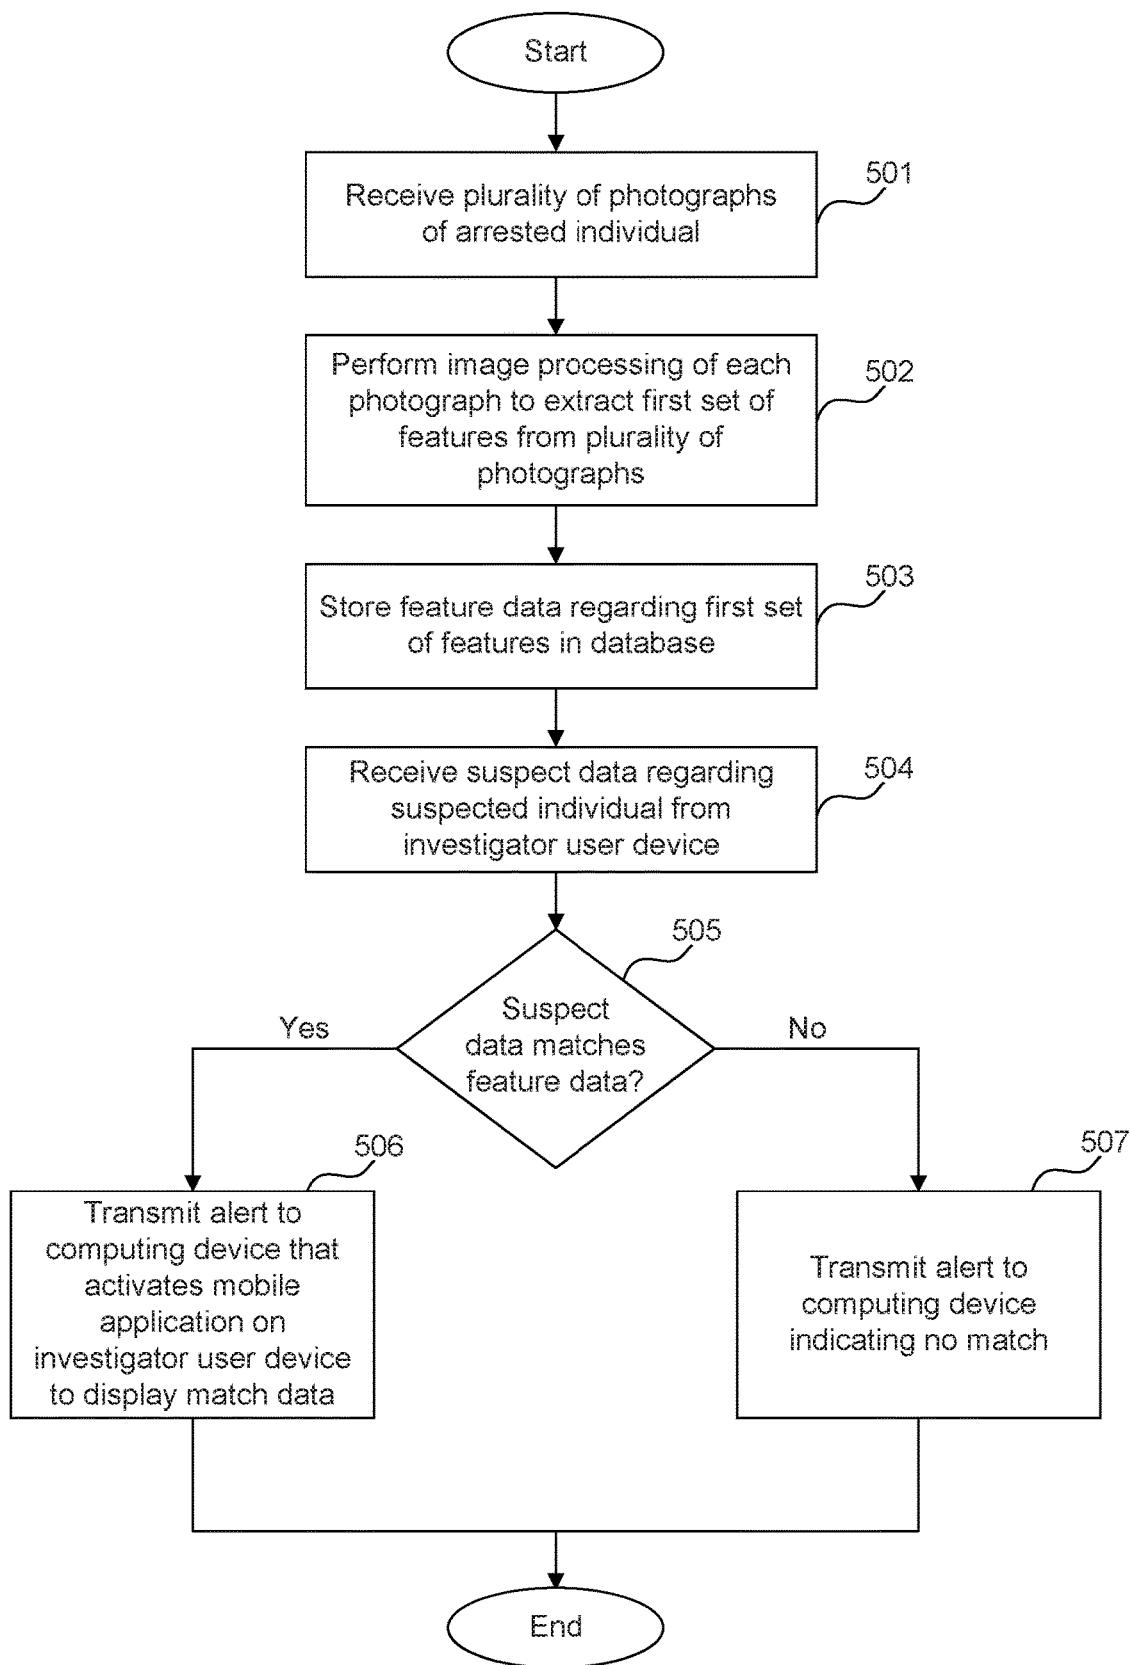 Start
Receive plurality of photographs
of arrested individual
501
Perform image processing of each
photograph to extract first set of
features from plurality of
photographs
502
Store feature data regarding first set
of features in database
503
Receive suspect data regarding
suspected individual from
investigator user device
504
505
Suspect
data matches
feature data?
Yes
No
506
Transmit alert to
computing device that
activates mobile
application on
investigator user device
to display match data
507
Transmit alert to
computing device
indicating no match
End